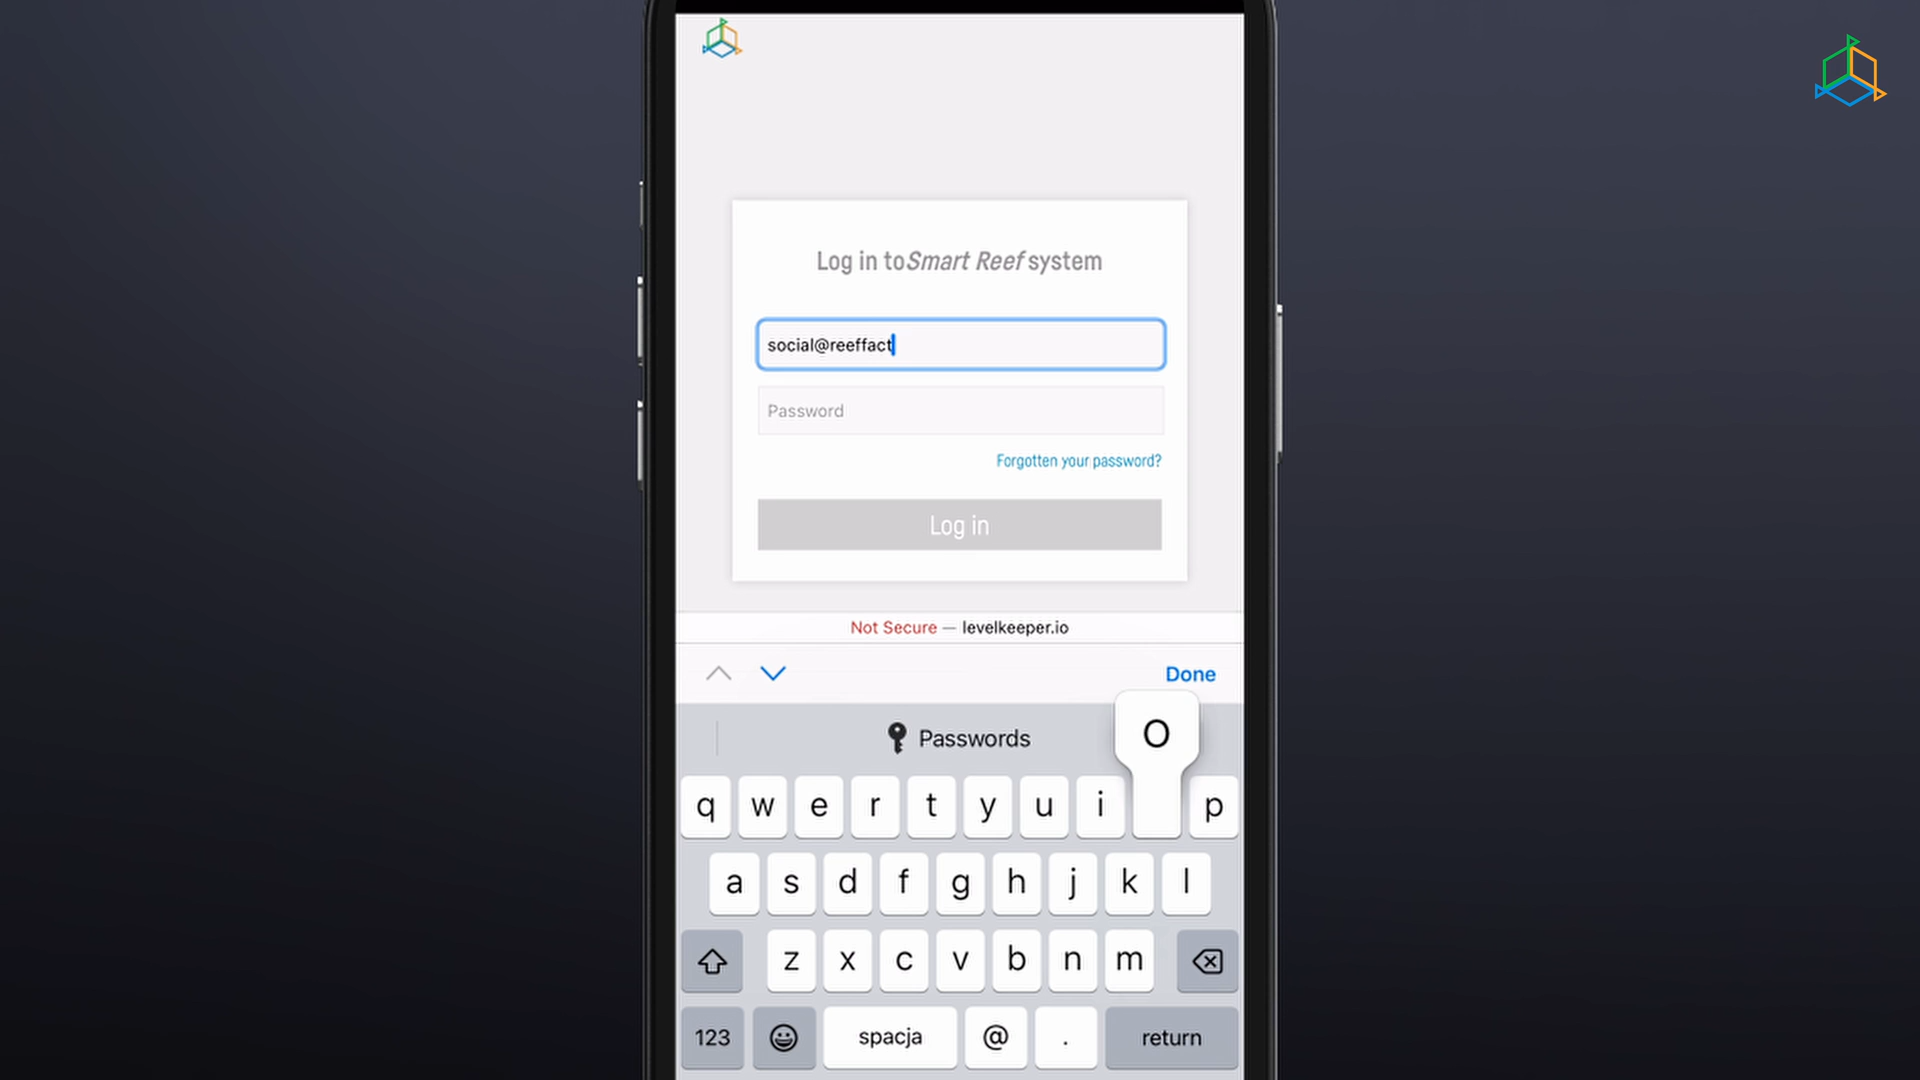 Log in to Smart Reef system
social@reeffact
Password
Forgotten your password?
Log in
Not Secure — levelkeeper.io
Done
Passwords
O
q w e r t y u i p
a s d f g h j k l
z x c v b n m
123 spacja @ . return